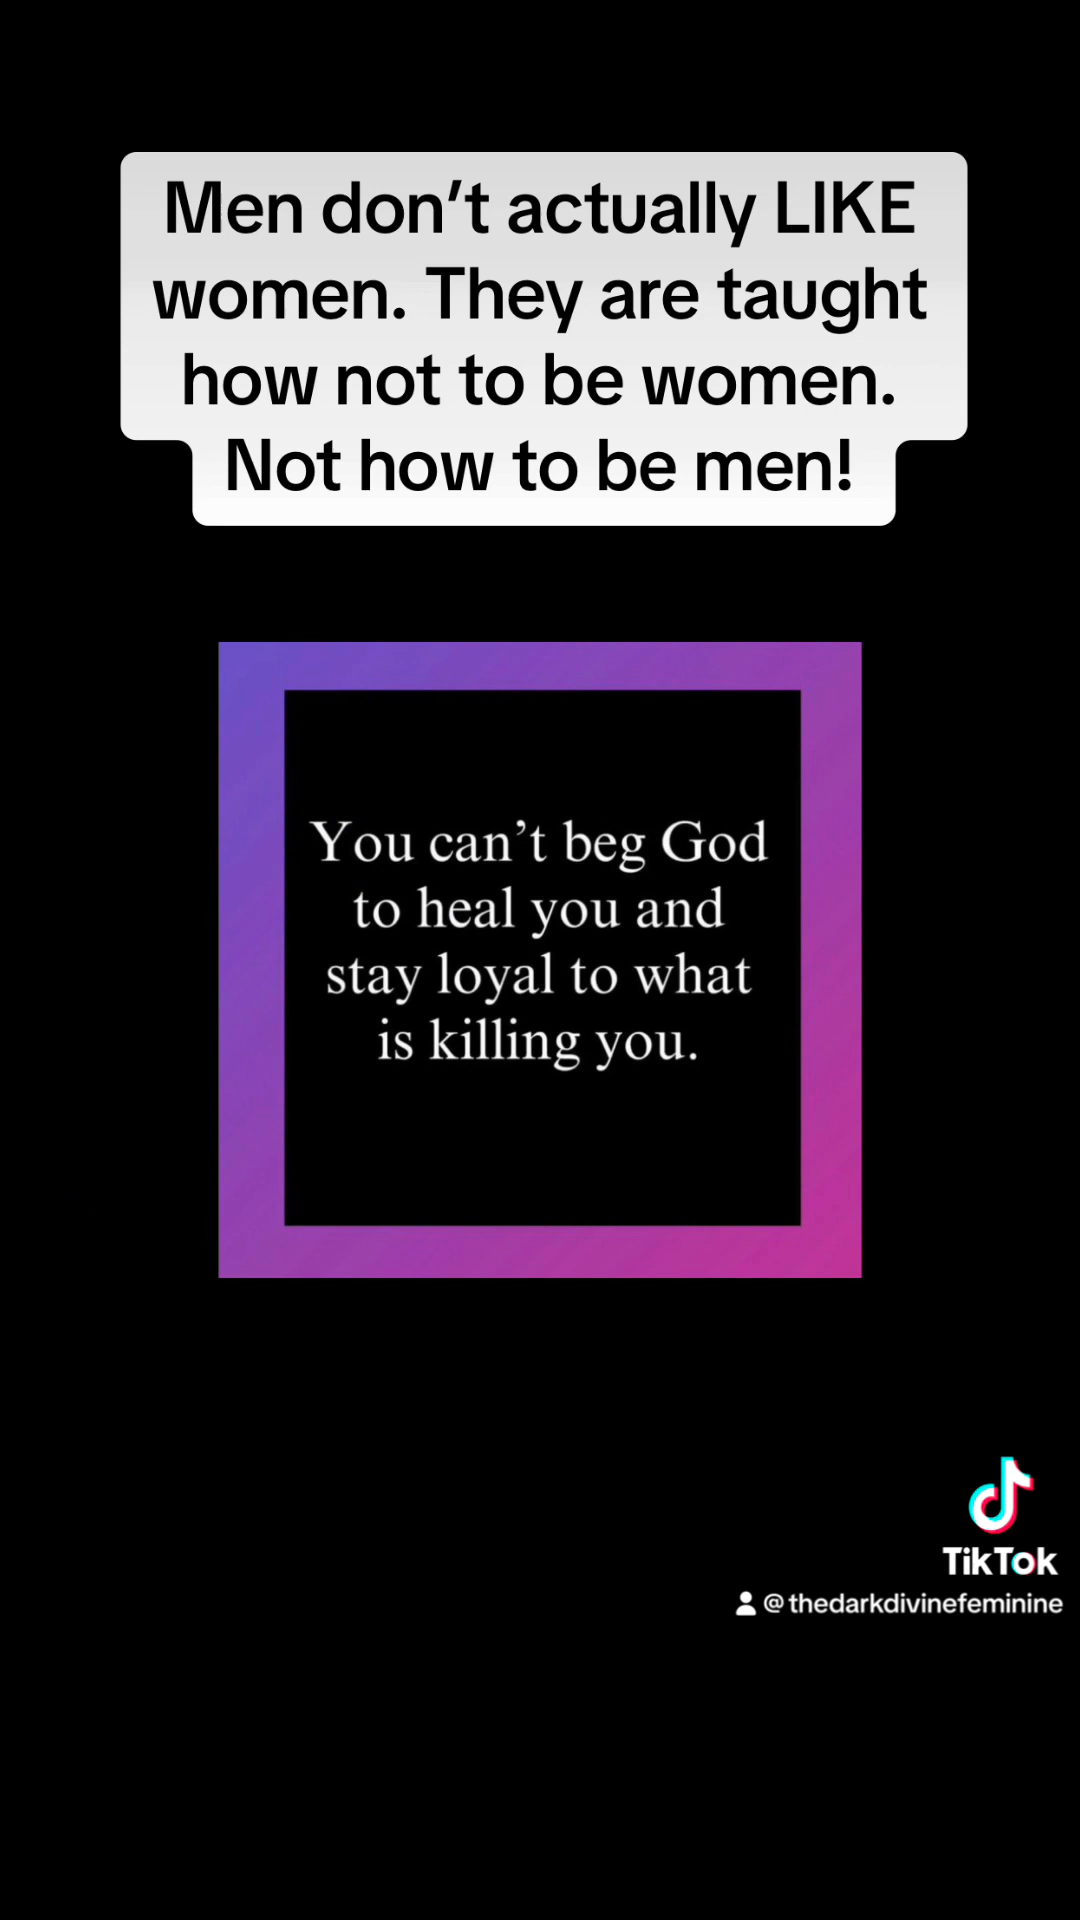 Men don’t actually LIKE
women. They are taught
how not to be women.
Not how to be men!
You can’t beg God
to heal you and
stay loyal to what
is killing you.
TikTok
@thedarkdivinefeminine